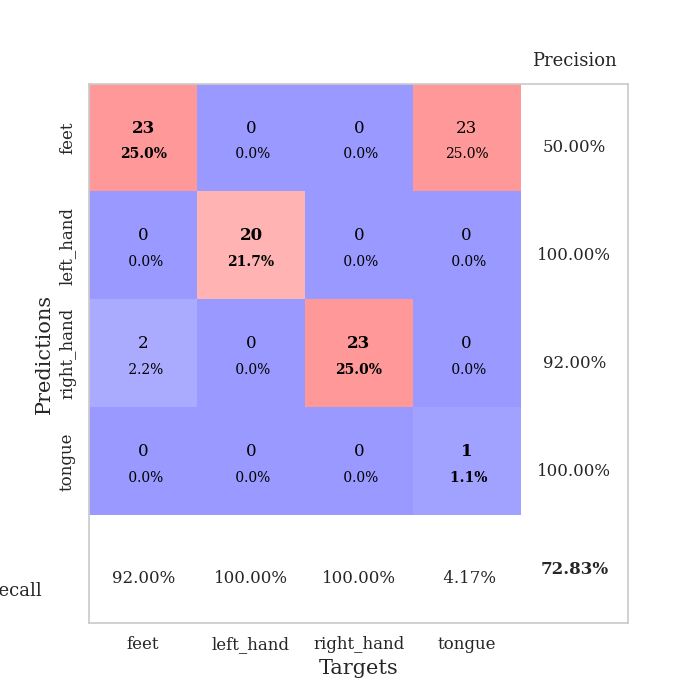 Precision
feet 23 0 0 23 50.00%
25.0% 0.0% 0.0% 25.0%
left_hand 0 20 0 0 100.00%
0.0% 21.7% 0.0% 0.0%
Predictions
right_hand 2 0 23 0 92.00%
2.2% 0.0% 25.0% 0.0%
tongue 0 0 0 1 100.00%
0.0% 0.0% 0.0% 1.1%
ecall 92.00% 100.00% 100.00% 4.17% 72.83%
feet left_hand right_hand tongue
Targets